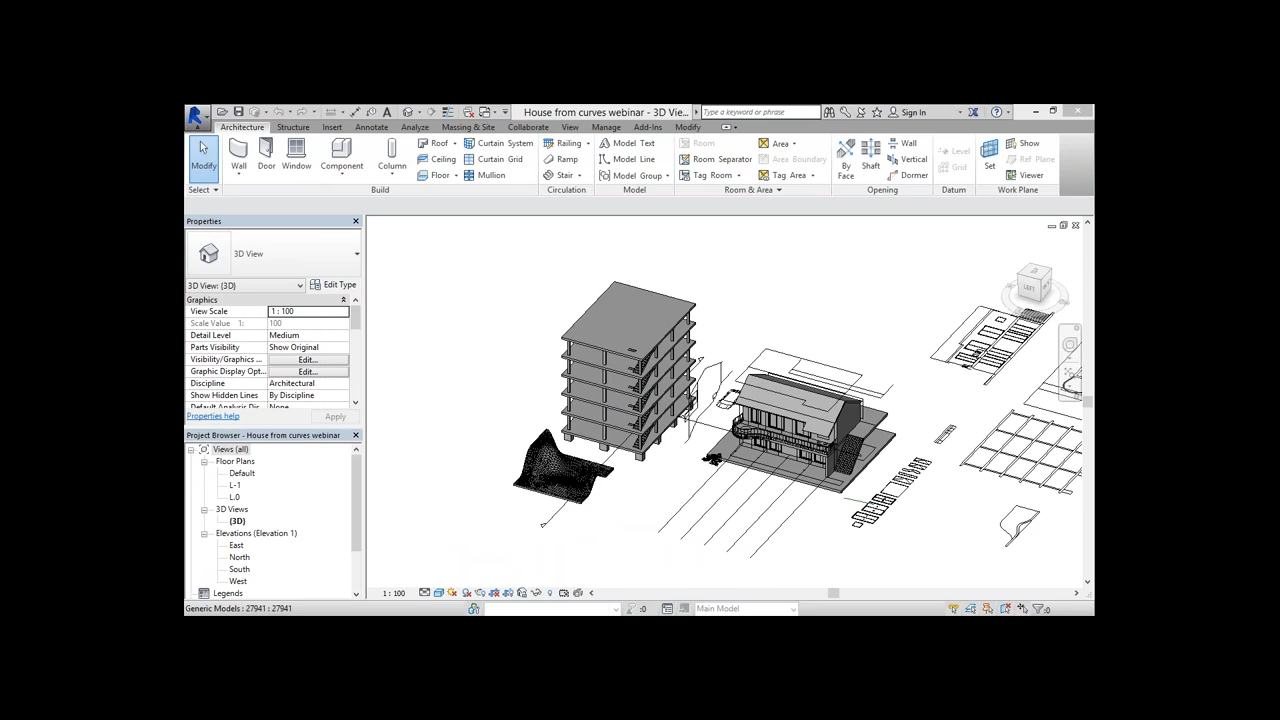 House from curves webinar - 3D Vie...
Type a keyword or phrase
Sign In
Architecture Structure Insert Annotate Analyze Massing & Site Collaborate View Manage Add-Ins Modify
Modify Wall Door Window Component Column
Roof Curtain System Railing Model Text Room Area Wall Level Show
Ceiling Curtain Grid Ramp Model Line Room Separator Area Boundary By Face Shaft Vertical Grid Set Ref Plane
Floor Mullion Stair Model Group Tag Room Tag Area Dormer Viewer
Select Build Circulation Model Room & Area Opening Datum Work Plane
Properties
3D View
3D View: {3D} Edit Type
Graphics
View Scale 1 : 100
Scale Value 1: 100
Detail Level Medium
Parts Visibility Show Original
Visibility/Graphics ... Edit...
Graphic Display Opt... Edit...
Discipline Architectural
Show Hidden Lines By Discipline
Default Analysis Di... None
Properties help Apply
Project Browser - House from curves webinar
Views (all)
Floor Plans
Default
L-1
L.0
3D Views
{3D}
Elevations (Elevation 1)
East
North
South
West
Legends
LEFT
1 : 100
Generic Models : 27941 : 27941
:0
Main Model
:0